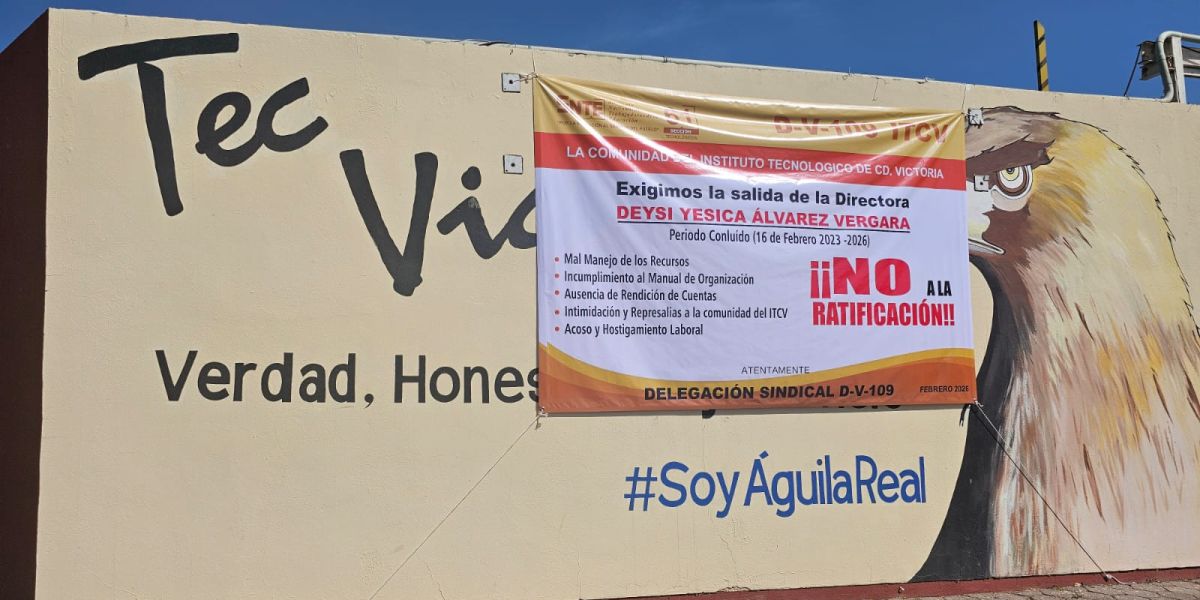 Tec
Vic
SNTE
61
SECCIÓN
D-V-109 ITCV
LA COMUNIDAD DEL INSTITUTO TECNOLOGICO DE CD. VICTORIA
Exigimos la salida de la Directora
DEYSI YESICA ÁLVAREZ VERGARA
Periodo Conluido (16 de Febrero 2023 -2026)
• Mal Manejo de los Recursos
• Incumplimiento al Manual de Organización
• Ausencia de Rendición de Cuentas
• Intimidación y Represalias a la comunidad del ITCV
• Acoso y Hostigamiento Laboral
¡¡NO A LA
RATIFICACIÓN!!
ATENTAMENTE
DELEGACIÓN SINDICAL D-V-109
FEBRERO 2026
Verdad, Hones
#SoyÁguilaReal